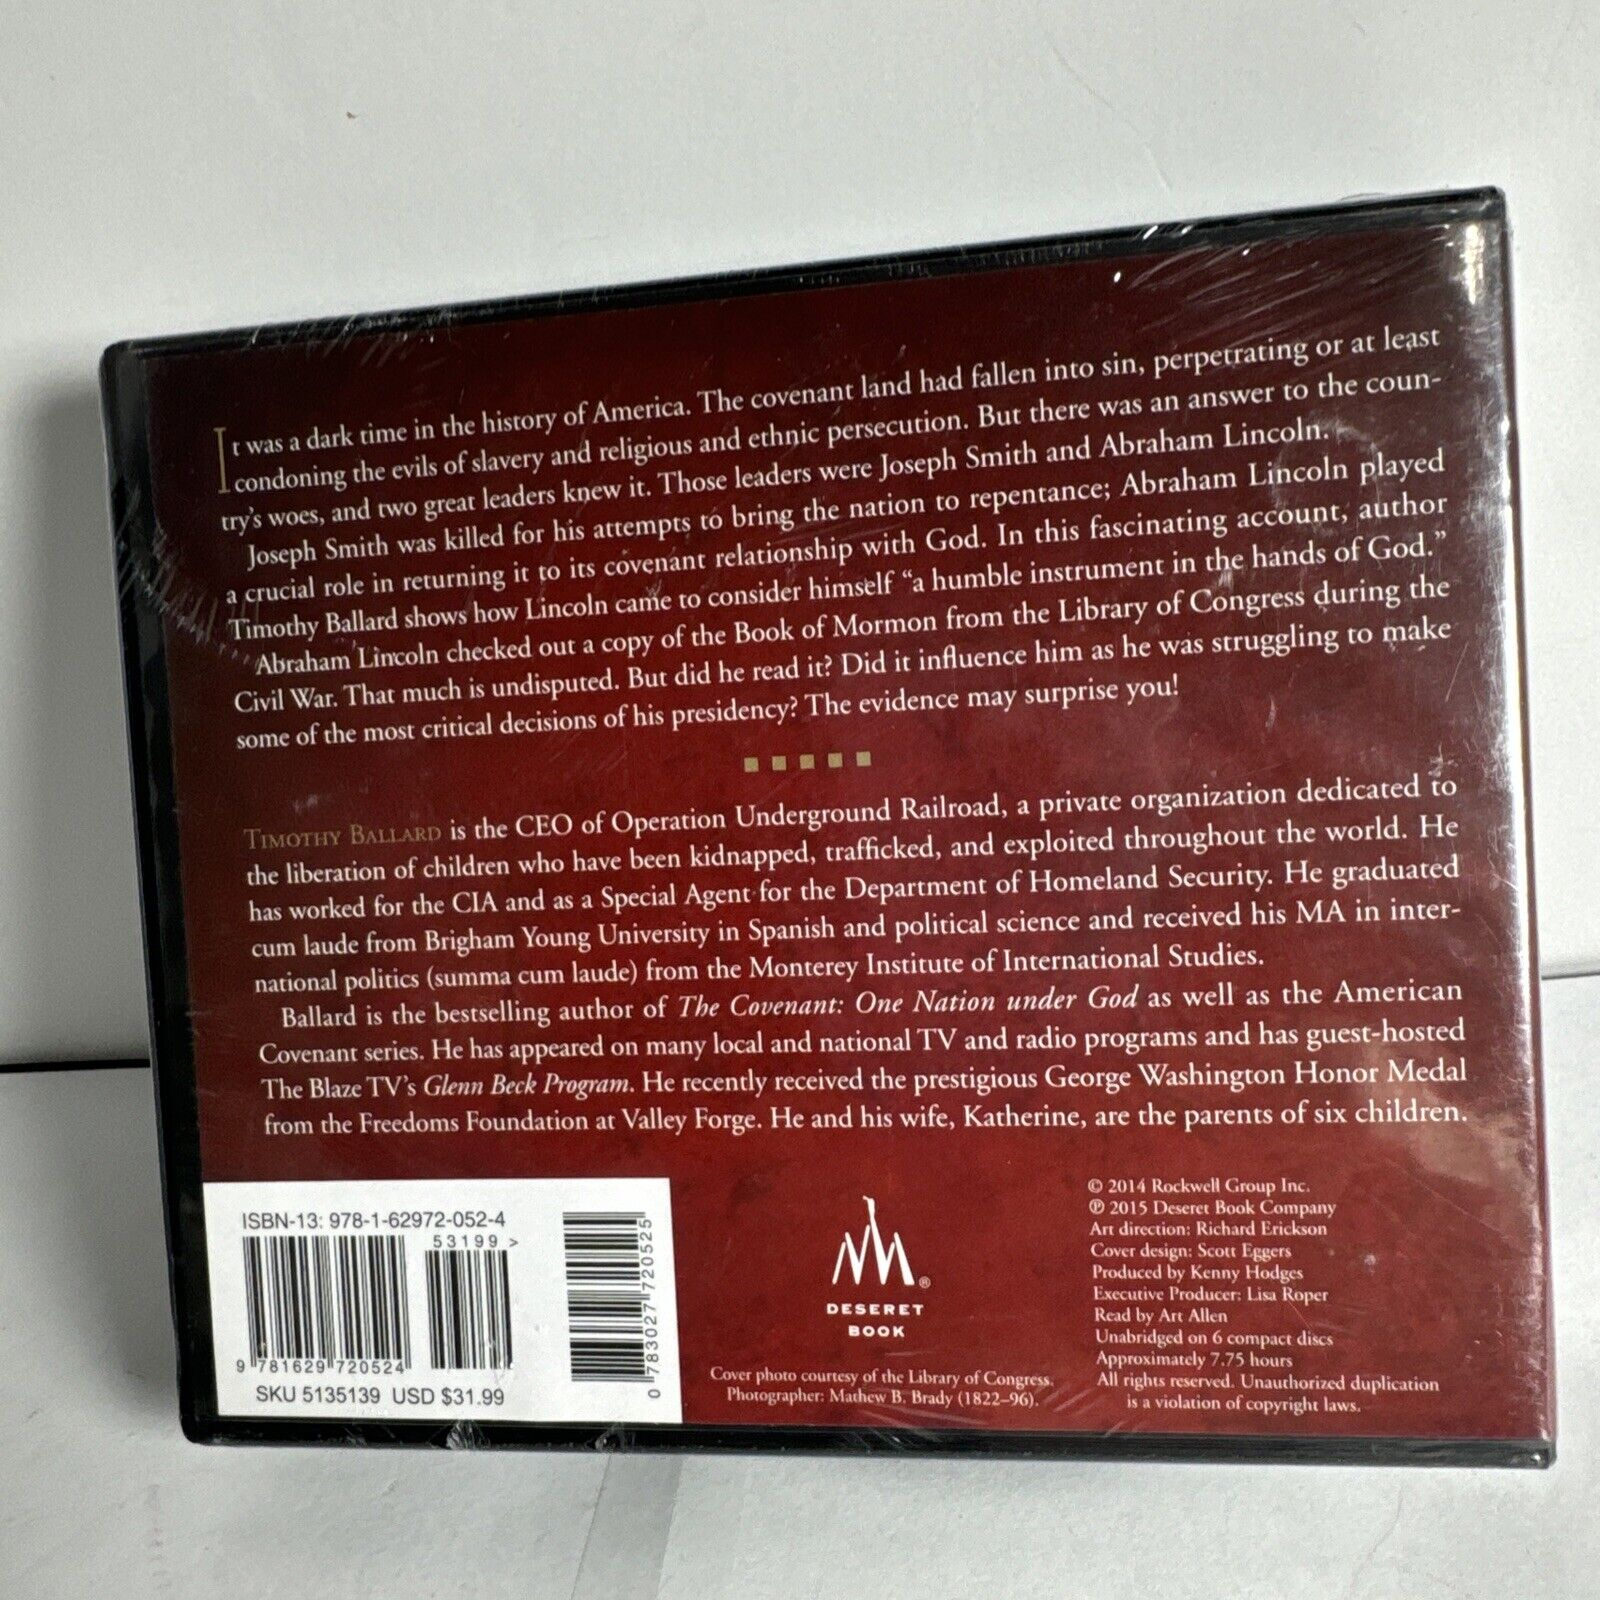 It was a dark time in the history of America. The covenant land had fallen into sin, perpetrating or at least
condoning the evils of slavery and religious and ethnic persecution. But there was an answer to the coun-
try's woes, and two great leaders knew it. Those leaders were Joseph Smith and Abraham Lincoln.
Joseph Smith was killed for his attempts to bring the nation to repentance; Abraham Lincoln played
a crucial role in returning it to its covenant relationship with God. In this fascinating account, author
Timothy Ballard shows how Lincoln came to consider himself “a humble instrument in the hands of God.”
Abraham Lincoln checked out a copy of the Book of Mormon from the Library of Congress during the
Civil War. That much is undisputed. But did he read it? Did it influence him as he was struggling to make
some of the most critical decisions of his presidency? The evidence may surprise you!
TIMOTHY BALLARD is the CEO of Operation Underground Railroad, a private organization dedicated to
the liberation of children who have been kidnapped, trafficked, and exploited throughout the world. He
has worked for the CIA and as a Special Agent for the Department of Homeland Security. He graduated
cum laude from Brigham Young University in Spanish and political science and received his MA in inter-
national politics (summa cum laude) from the Monterey Institute of International Studies.
Ballard is the bestselling author of The Covenant: One Nation under God as well as the American
Covenant series. He has appeared on many local and national TV and radio programs and has guest-hosted
The Blaze TV's Glenn Beck Program. He recently received the prestigious George Washington Honor Medal
from the Freedoms Foundation at Valley Forge. He and his wife, Katherine, are the parents of six children.
ISBN-13: 978-1-62972-052-4
53199 >
9 781629 720524
SKU 5135139 USD $31.99
0 783027 720525
®
DESERET
BOOK
Cover photo courtesy of the Library of Congress.
Photographer: Mathew B. Brady (1822–96).
© 2014 Rockwell Group Inc.
℗ 2015 Deseret Book Company
Art direction: Richard Erickson
Cover design: Scott Eggers
Produced by Kenny Hodges
Executive Producer: Lisa Roper
Read by Art Allen
Unabridged on 6 compact discs
Approximately 7.75 hours
All rights reserved. Unauthorized duplication
is a violation of copyright laws.